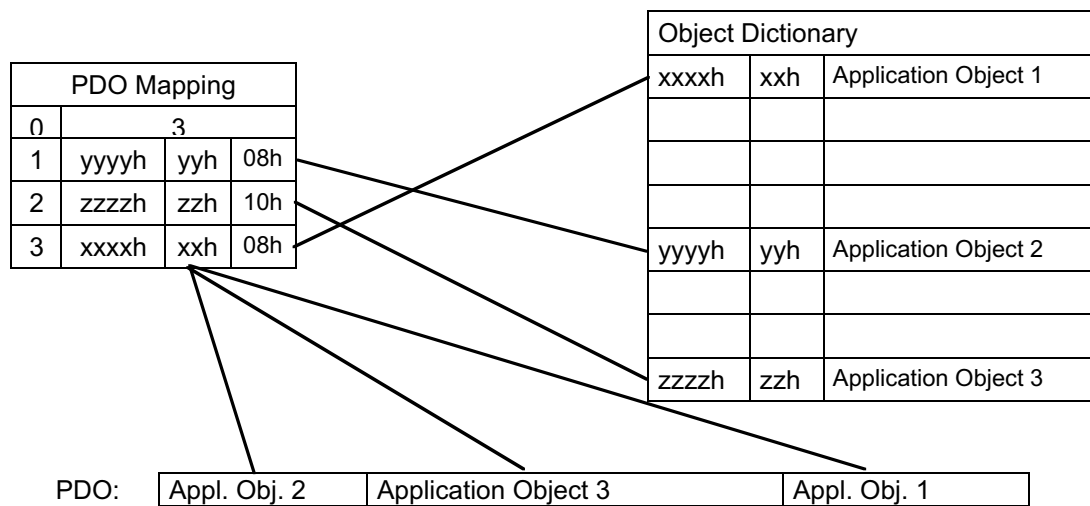 Object Dictionary
xxxxh xxh Application Object 1
PDO Mapping
0 3
1 yyyyh yyh 08h
2 zzzzh zzh 10h
3 xxxxh xxh 08h
yyyyh yyh Application Object 2
zzzzh zzh Application Object 3
PDO: Appl. Obj. 2 Application Object 3 Appl. Obj. 1